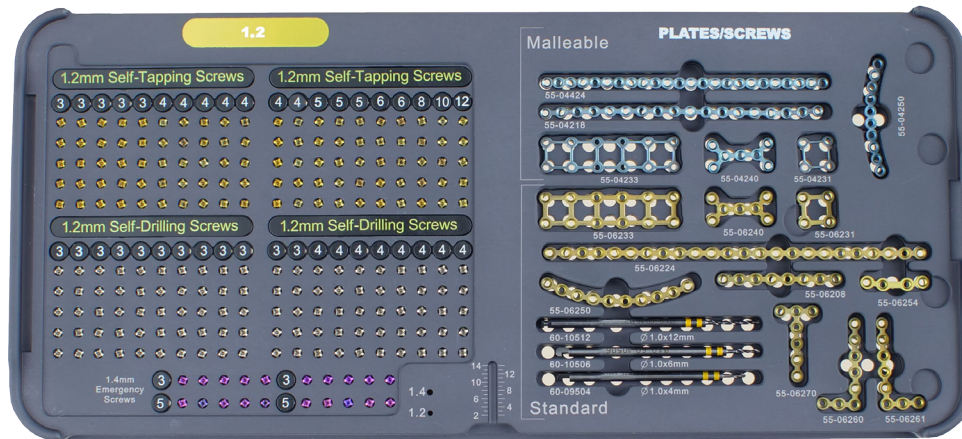 1.2
PLATES/SCREWS
Malleable
1.2mm Self-Tapping Screws
1.2mm Self-Tapping Screws
3 3 3 3 3 4 4 4 4 4
4 4 5 5 5 6 6 8 10 12
55-04424
55-04218
55-04250
55-04233
55-04240
55-04231
1.2mm Self-Drilling Screws
1.2mm Self-Drilling Screws
3 3 3 3 3 3 3 3 3 3
3 3 4 4 4 4 4 4 4 4
55-06233
55-06240
55-06231
55-06224
55-06208
55-06254
55-06250
60-10512
Ø 1.0x12mm
60-10506
Ø 1.0x6mm
60-09504
Ø 1.0x4mm
55-06270
55-06260
55-06261
Standard
1.4mm
Emergency
Screws
3
3
5
5
1.4
1.2
14
12
10
8
6
4
2